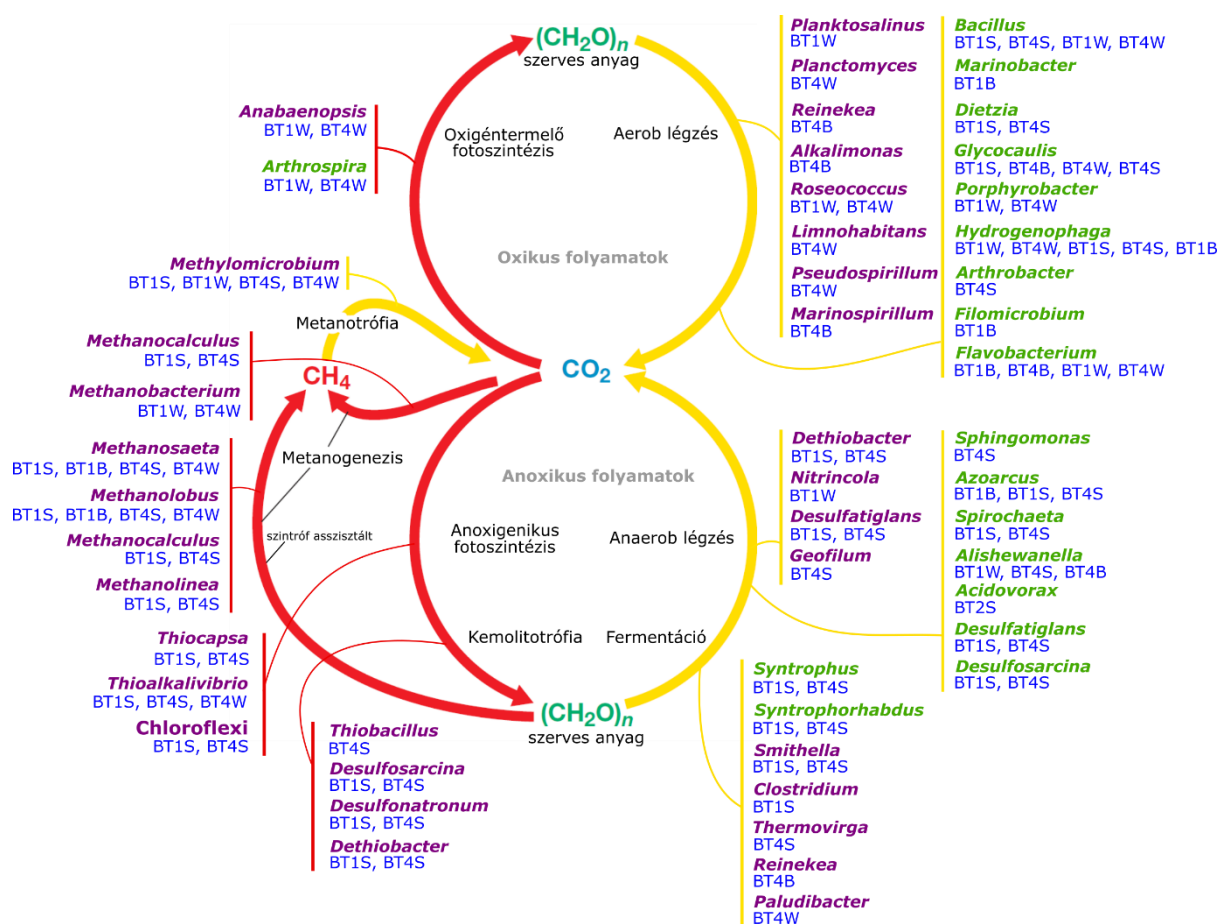 (CH2O)n
szerves anyag
Oxigéntermelő
fotoszintézis
Aerob légzés
Oxikus folyamatok
Anabaenopsis
BT1W, BT4W
Arthrospira
BT1W, BT4W
Planktosalinus
BT1W
Planctomyces
BT4W
Reinekea
BT4B
Alkalimonas
BT4B
Roseococcus
BT1W, BT4W
Limnohabitans
BT4W
Pseudospirillum
BT4W
Marinospirillum
BT4B
Bacillus
BT1S, BT4S, BT1W, BT4W
Marinobacter
BT1B
Dietzia
BT1S, BT4S
Glycocaulis
BT1S, BT4B, BT4W, BT4S
Porphyrobacter
BT1W, BT4W
Hydrogenophaga
BT1W, BT4W, BT1S, BT4S, BT1B
Arthrobacter
BT4S
Filomicrobium
BT1B
Flavobacterium
BT1B, BT4B, BT1W, BT4W
Methylomicrobium
BT1S, BT1W, BT4S, BT4W
Metanotrófia
Methanocalculus
BT1S, BT4S
Methanobacterium
BT1W, BT4W
CH4
CO2
Metanogenezis
szintróf asszisztált
Methanosaeta
BT1S, BT1B, BT4S, BT4W
Methanolobus
BT1S, BT1B, BT4S, BT4W
Methanocalculus
BT1S, BT4S
Methanolinea
BT1S, BT4S
Anoxikus folyamatok
Anoxigenikus
fotoszintézis
Anaerob légzés
Kemolitotrófia
Fermentáció
Dethiobacter
BT1S, BT4S
Nitrincola
BT1W
Desulfatiglans
BT1S, BT4S
Geofilum
BT4S
Sphingomonas
BT4S
Azoarcus
BT1B, BT1S, BT4S
Spirochaeta
BT1S, BT4S
Alishewanella
BT1W, BT4S, BT4B
Acidovorax
BT2S
Desulfatiglans
BT1S, BT4S
Desulfosarcina
BT1S, BT4S
Thiocapsa
BT1S, BT4S
Thioalkalivibrio
BT1S, BT4S, BT4W
Chloroflexi
BT1S, BT4S
(CH2O)n
szerves anyag
Thiobacillus
BT4S
Desulfosarcina
BT1S, BT4S
Desulfonatronum
BT1S, BT4S
Dethiobacter
BT1S, BT4S
Syntrophus
BT1S, BT4S
Syntrophorhabdus
BT1S, BT4S
Smithella
BT1S, BT4S
Clostridium
BT1S
Thermovirga
BT4S
Reinekea
BT4B
Paludibacter
BT4W